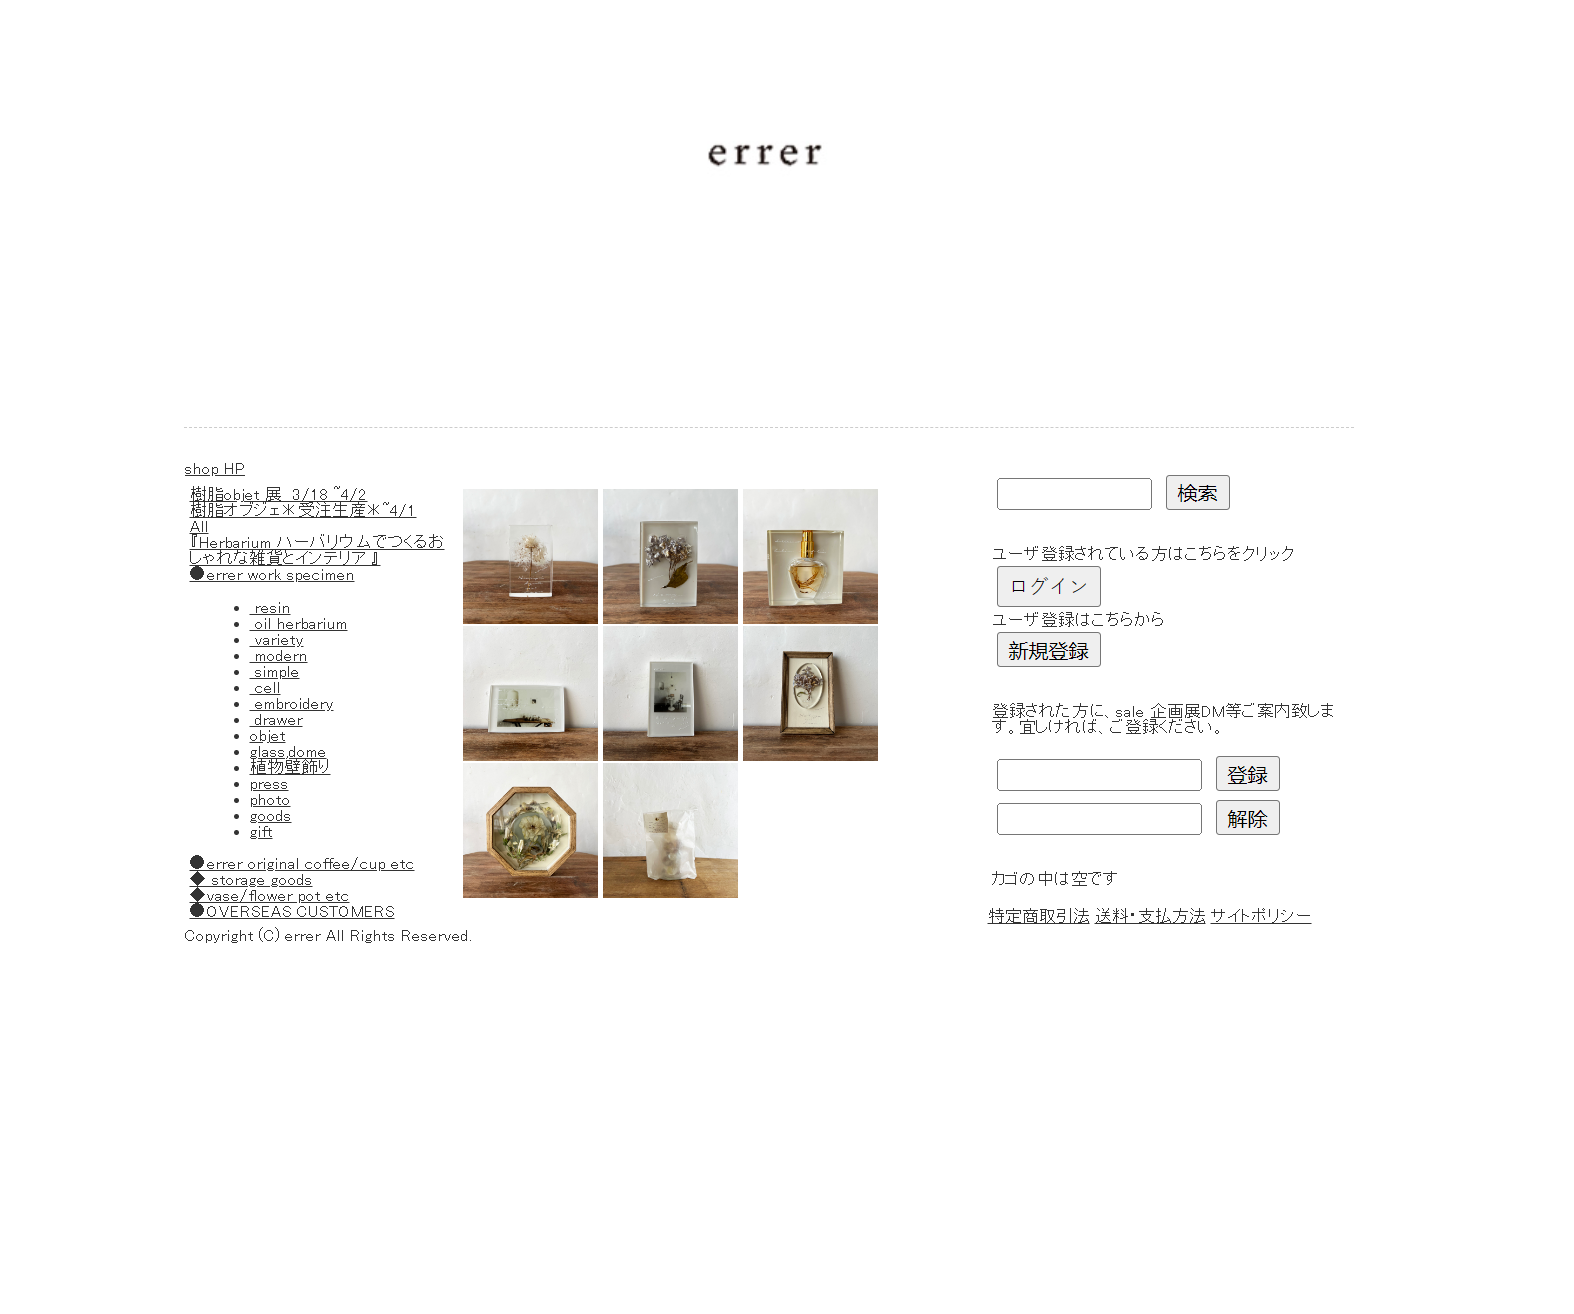 errer
shop HP
樹脂objet 展　3/18 ~4/2
樹脂オブジェ＊受注生産＊~4/1
All
『Herbarium ハーバリウムでつくるお
しゃれな雑貨とインテリア 』
●errer work specimen
resin
oil herbarium
variety
modern
simple
cell
embroidery
drawer
objet
glass,dome
植物壁飾り
press
photo
goods
gift
●errer original coffee/cup etc
◆ storage goods
◆vase/flower pot etc
●OVERSEAS CUSTOMERS
Copyright (C) errer All Rights Reserved.
検索
ユーザ登録されている方はこちらをクリック
ログイン
ユーザ登録はこちらから
新規登録
登録された方に、sale 企画展DM等ご案内致しま
す。宜しければ、ご登録ください。
登録
解除
カゴの中は空です
特定商取引法 送料・支払方法 サイトポリシー